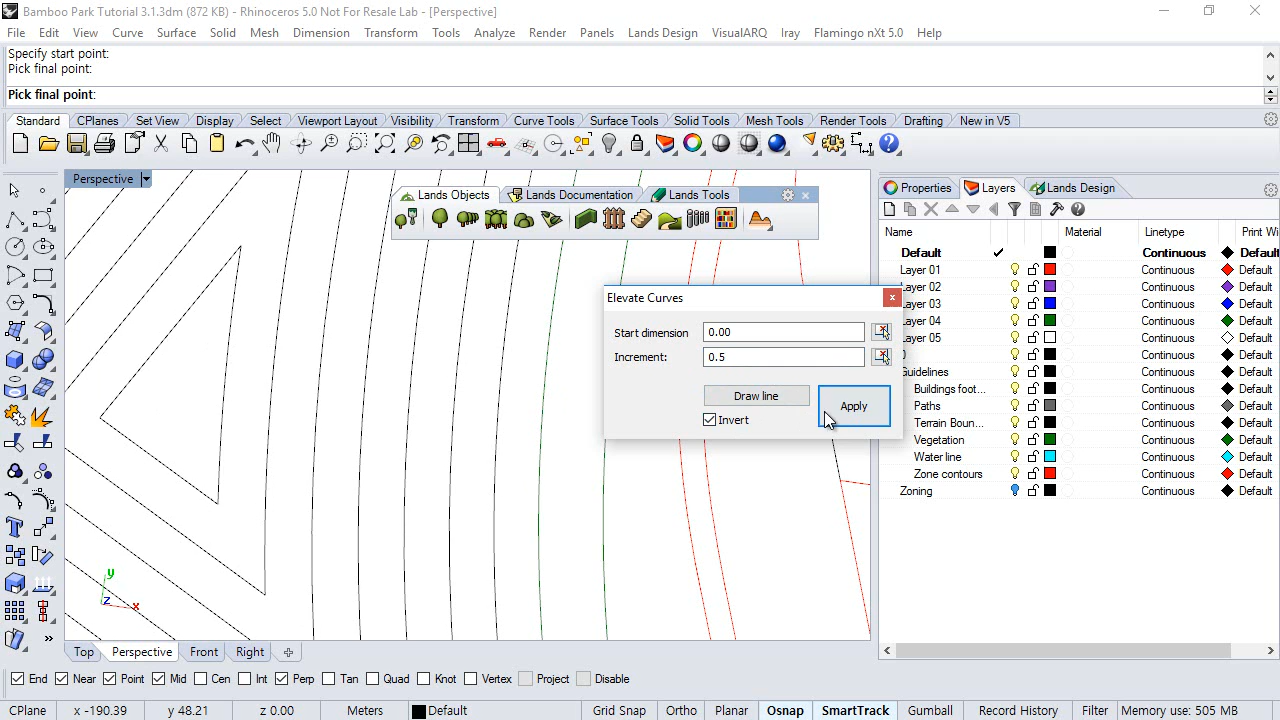 Bamboo Park Tutorial 3.1.3dm (872 KB) - Rhinoceros 5.0 Not For Resale Lab - [Perspective]
File Edit View Curve Surface Solid Mesh Dimension Transform Tools Analyze Render Panels Lands Design VisualARQ Iray Flamingo nXt 5.0 Help
Specify start point:
Pick final point:
Pick final point:
Standard CPlanes Set View Display Select Viewport Layout Visibility Transform Curve Tools Surface Tools Solid Tools Mesh Tools Render Tools Drafting New in V5
Perspective
Lands Objects Lands Documentation Lands Tools
Properties Layers Lands Design
Name Material Linetype Print Wi
Default Continuous Default
Layer 01 Continuous Default
Layer 02 Continuous Default
ayer 03 Continuous Default
ayer 04 Continuous Default
ayer 05 Continuous Default
Continuous Default
Guidelines Continuous Default
Buildings foot... Continuous Default
Paths Continuous Default
Terrain Boun... Continuous Default
Vegetation Continuous Default
Water line Continuous Default
Zone contours Continuous Default
Zoning Continuous Default
Elevate Curves
Start dimension 0.00
Increment: 0.5
Draw line
Apply
Invert
y
z x
Top Perspective Front Right
End Near Point Mid Cen Int Perp Tan Quad Knot Vertex Project Disable
CPlane x -190.39 y 48.21 z 0.00 Meters Default Grid Snap Ortho Planar Osnap SmartTrack Gumball Record History Filter Memory use: 505 MB